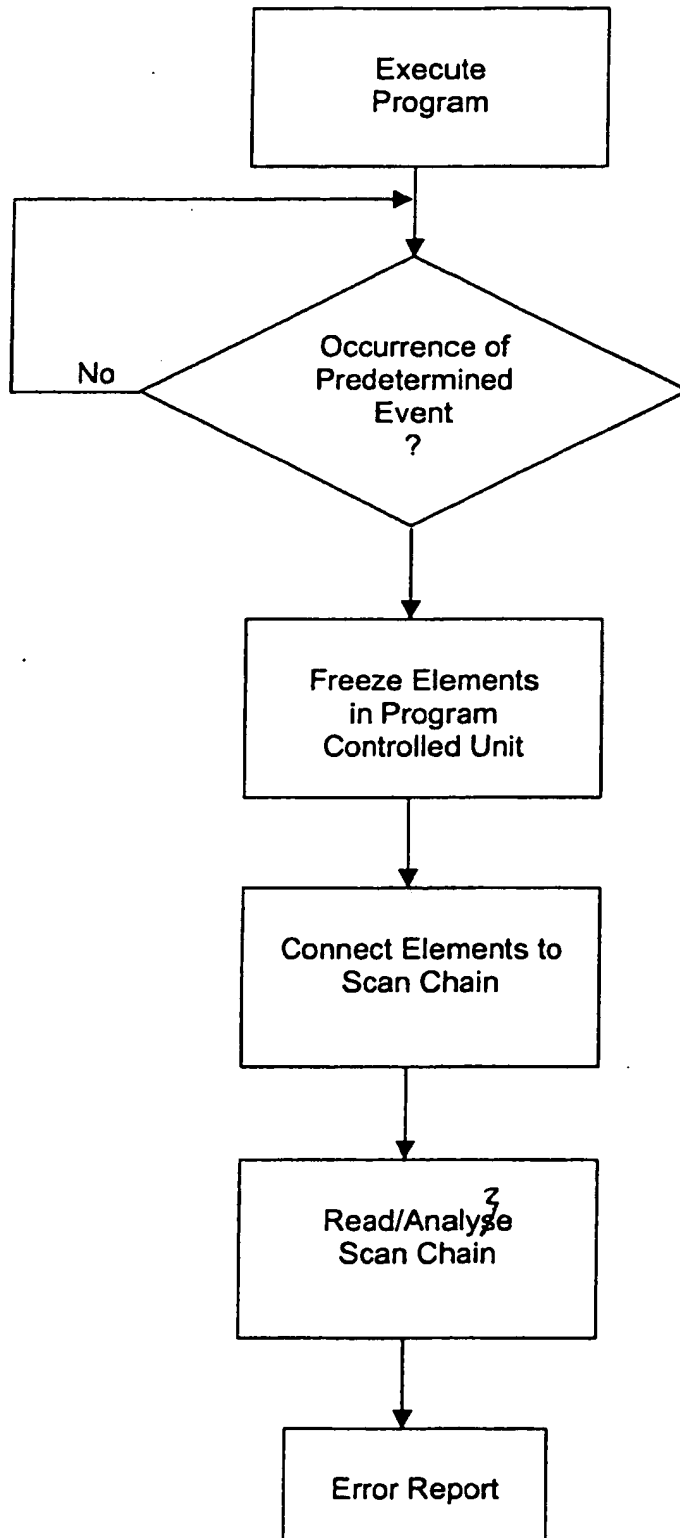 Execute
Program
Occurrence of
Predetermined
Event
?
No
Freeze Elements
in Program
Controlled Unit
Connect Elements to
Scan Chain
Read/Analyze
Scan Chain
Error Report